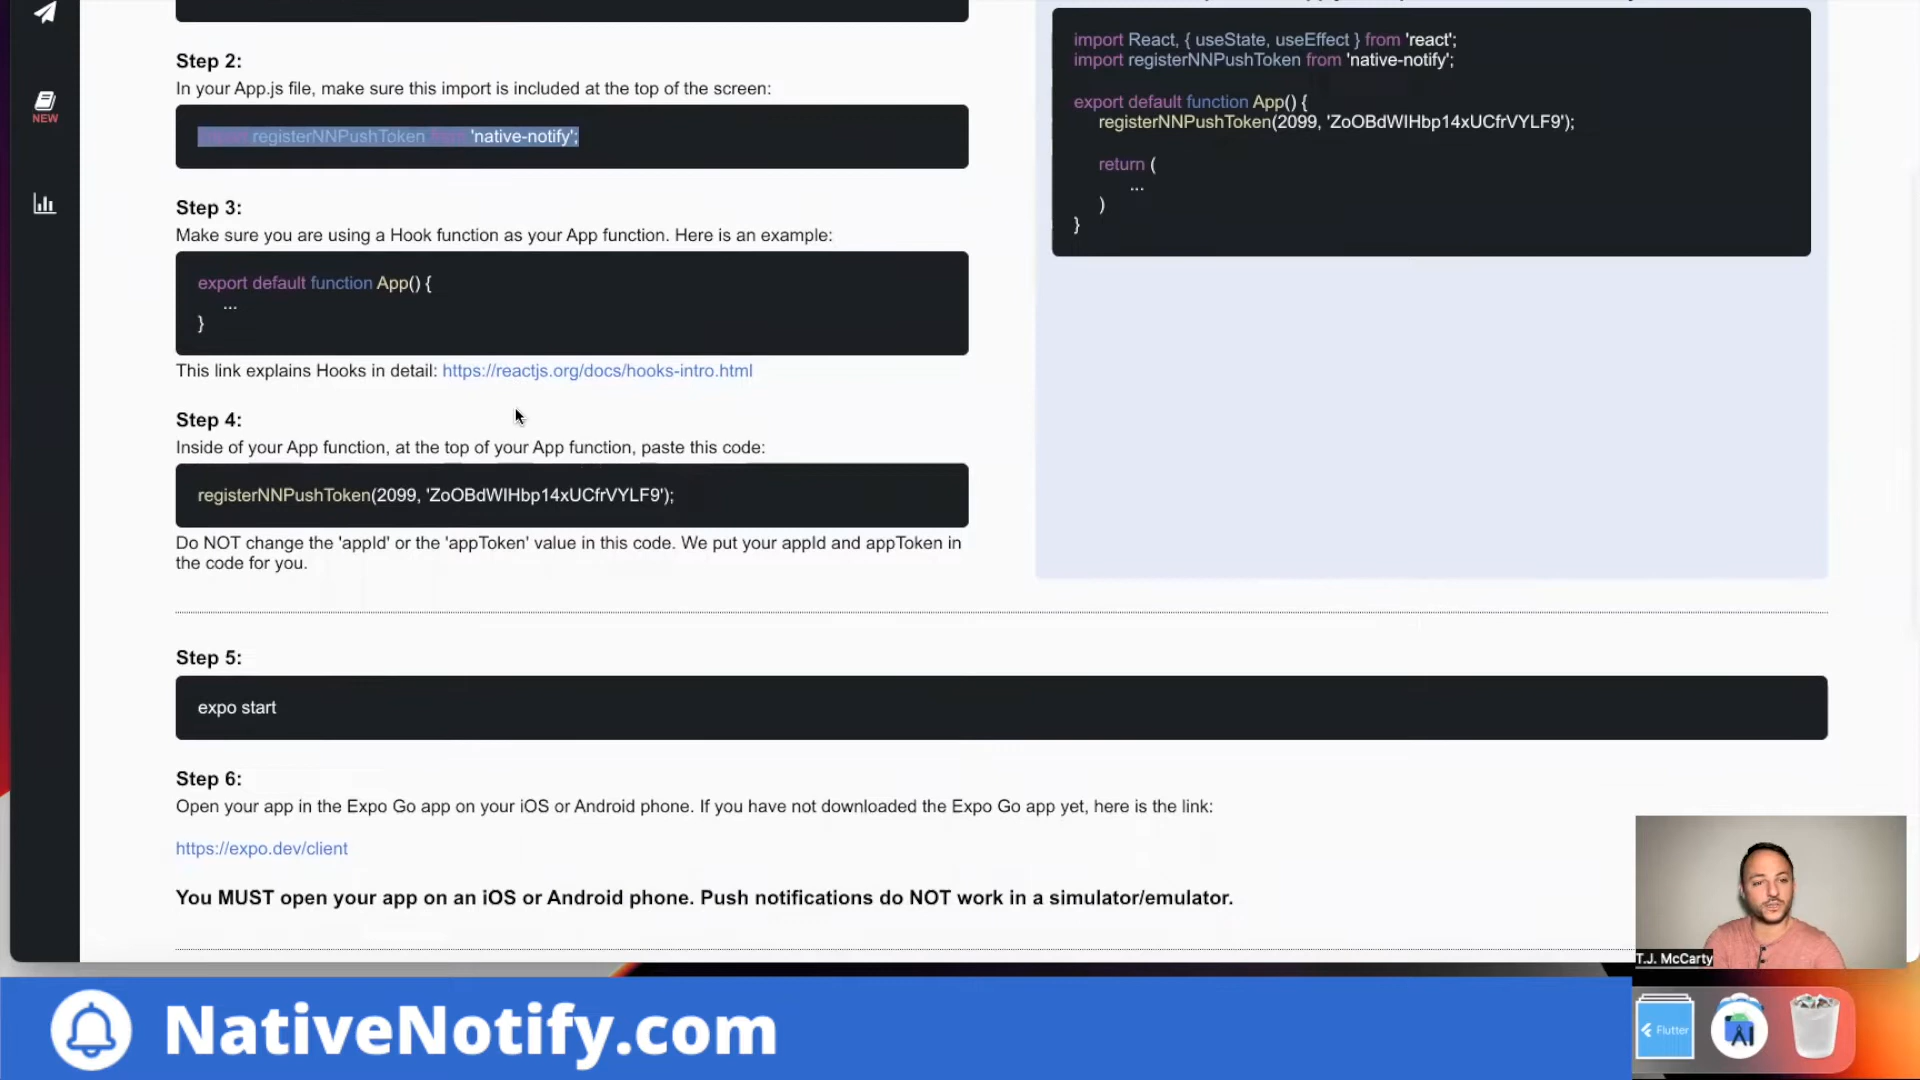 NEW
Step 2:
In your App.js file, make sure this import is included at the top of the screen:
import registerNNPushToken from 'native-notify';
Step 3:
Make sure you are using a Hook function as your App function. Here is an example:
export default function App() {
...
}
This link explains Hooks in detail: https://reactjs.org/docs/hooks-intro.html
Step 4:
Inside of your App function, at the top of your App function, paste this code:
registerNNPushToken(2099, 'ZoOBdWIHbp14xUCfrVYLF9');
Do NOT change the 'appId' or the 'appToken' value in this code. We put your appId and appToken in
the code for you.
import React, { useState, useEffect } from 'react';
import registerNNPushToken from 'native-notify';
export default function App() {
registerNNPushToken(2099, 'ZoOBdWIHbp14xUCfrVYLF9');
return (
...
)
}
Step 5:
expo start
Step 6:
Open your app in the Expo Go app on your iOS or Android phone. If you have not downloaded the Expo Go app yet, here is the link:
https://expo.dev/client
You MUST open your app on an iOS or Android phone. Push notifications do NOT work in a simulator/emulator.
T.J. McCarty
NativeNotify.com
Flutter